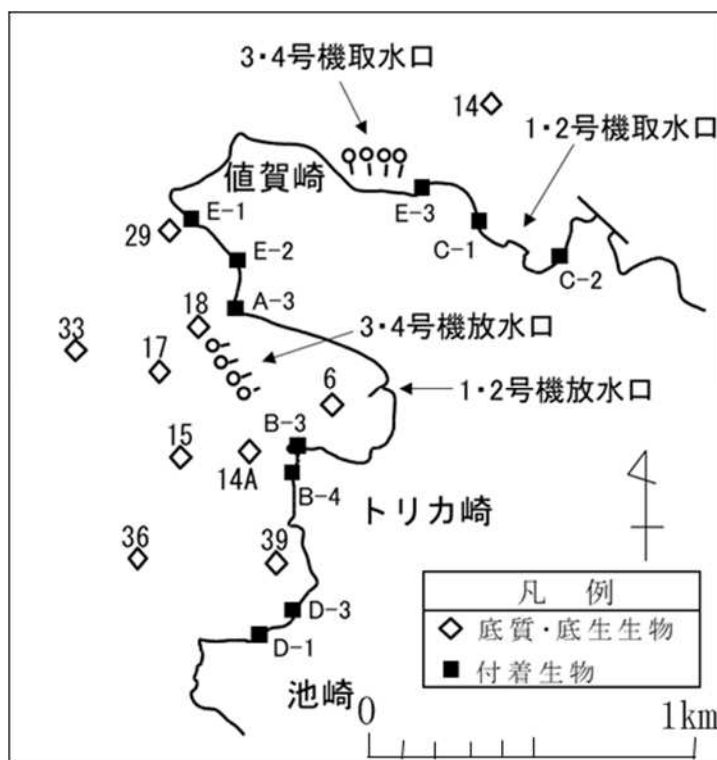 3・4号機取水口
14
1・2号機取水口
値賀崎
E-1
E-3
29
C-1
E-2
C-2
18
A-3
33
3・4号機放水口
17
6
1・2号機放水口
B-3
15
14A
B-4
トリカ崎
36
39
凡 例
D-3
底質・底生生物
D-1
付着生物
池崎
0
1km